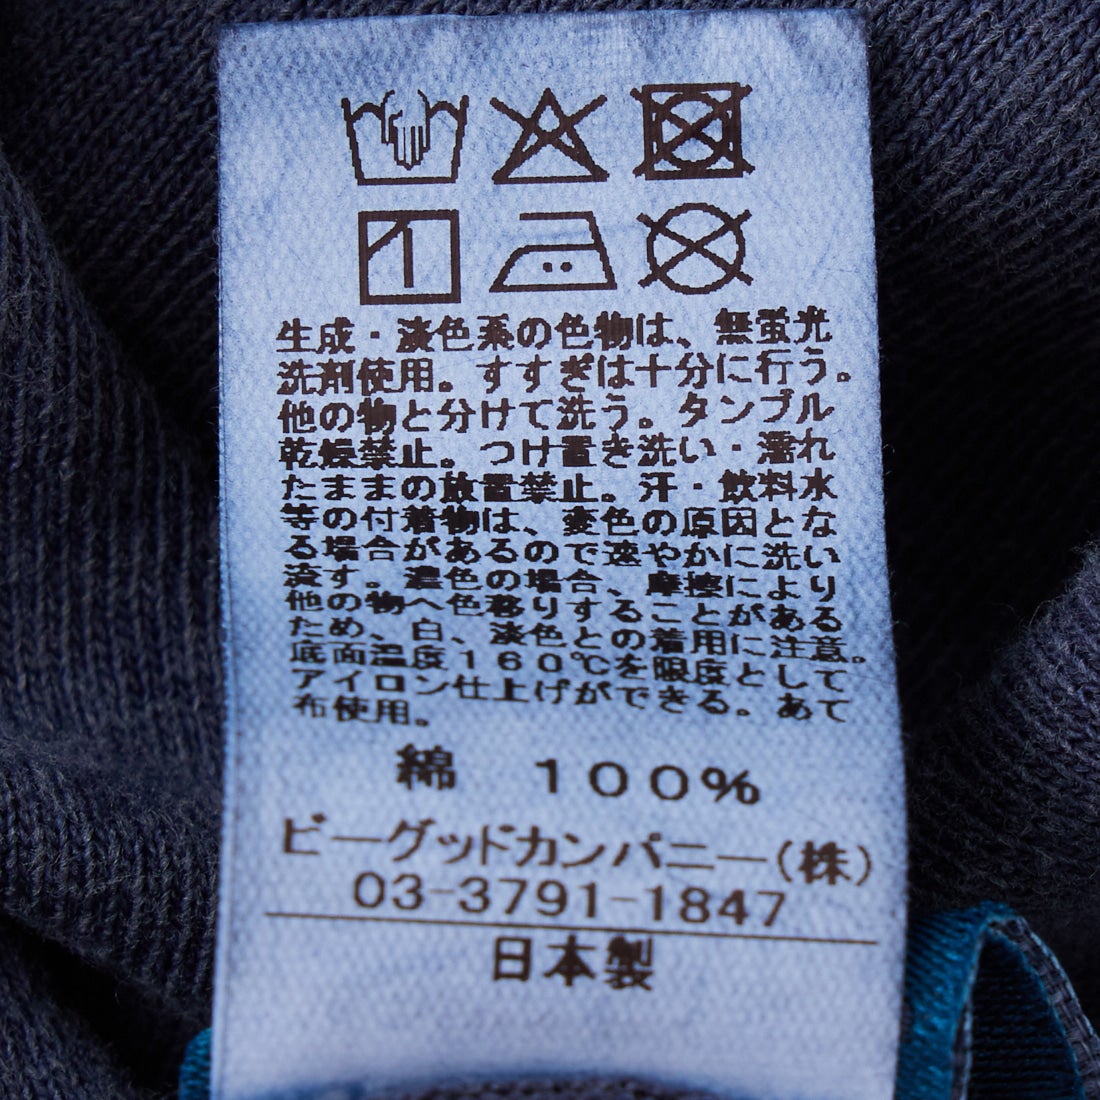 生成・淡色系の色物は、無蛍光
洗剤使用。すすぎは十分に行う。
他の物と分けて洗う。タンブル
乾燥禁止。つけ置き洗い・濡れ
たままの放置禁止。汗・飲料水
等の付着物は、変色の原因とな
る場合があるので速やかに洗い
流す。濃色の場合、摩擦により
他の物へ色移りすることがある
ため、白、淡色との着用に注意。
底面温度160℃を限度として
アイロン仕上げができる。あて
布使用。
綿 100%
ビーグッドカンパニー(株)
03-3791-1847
日本製